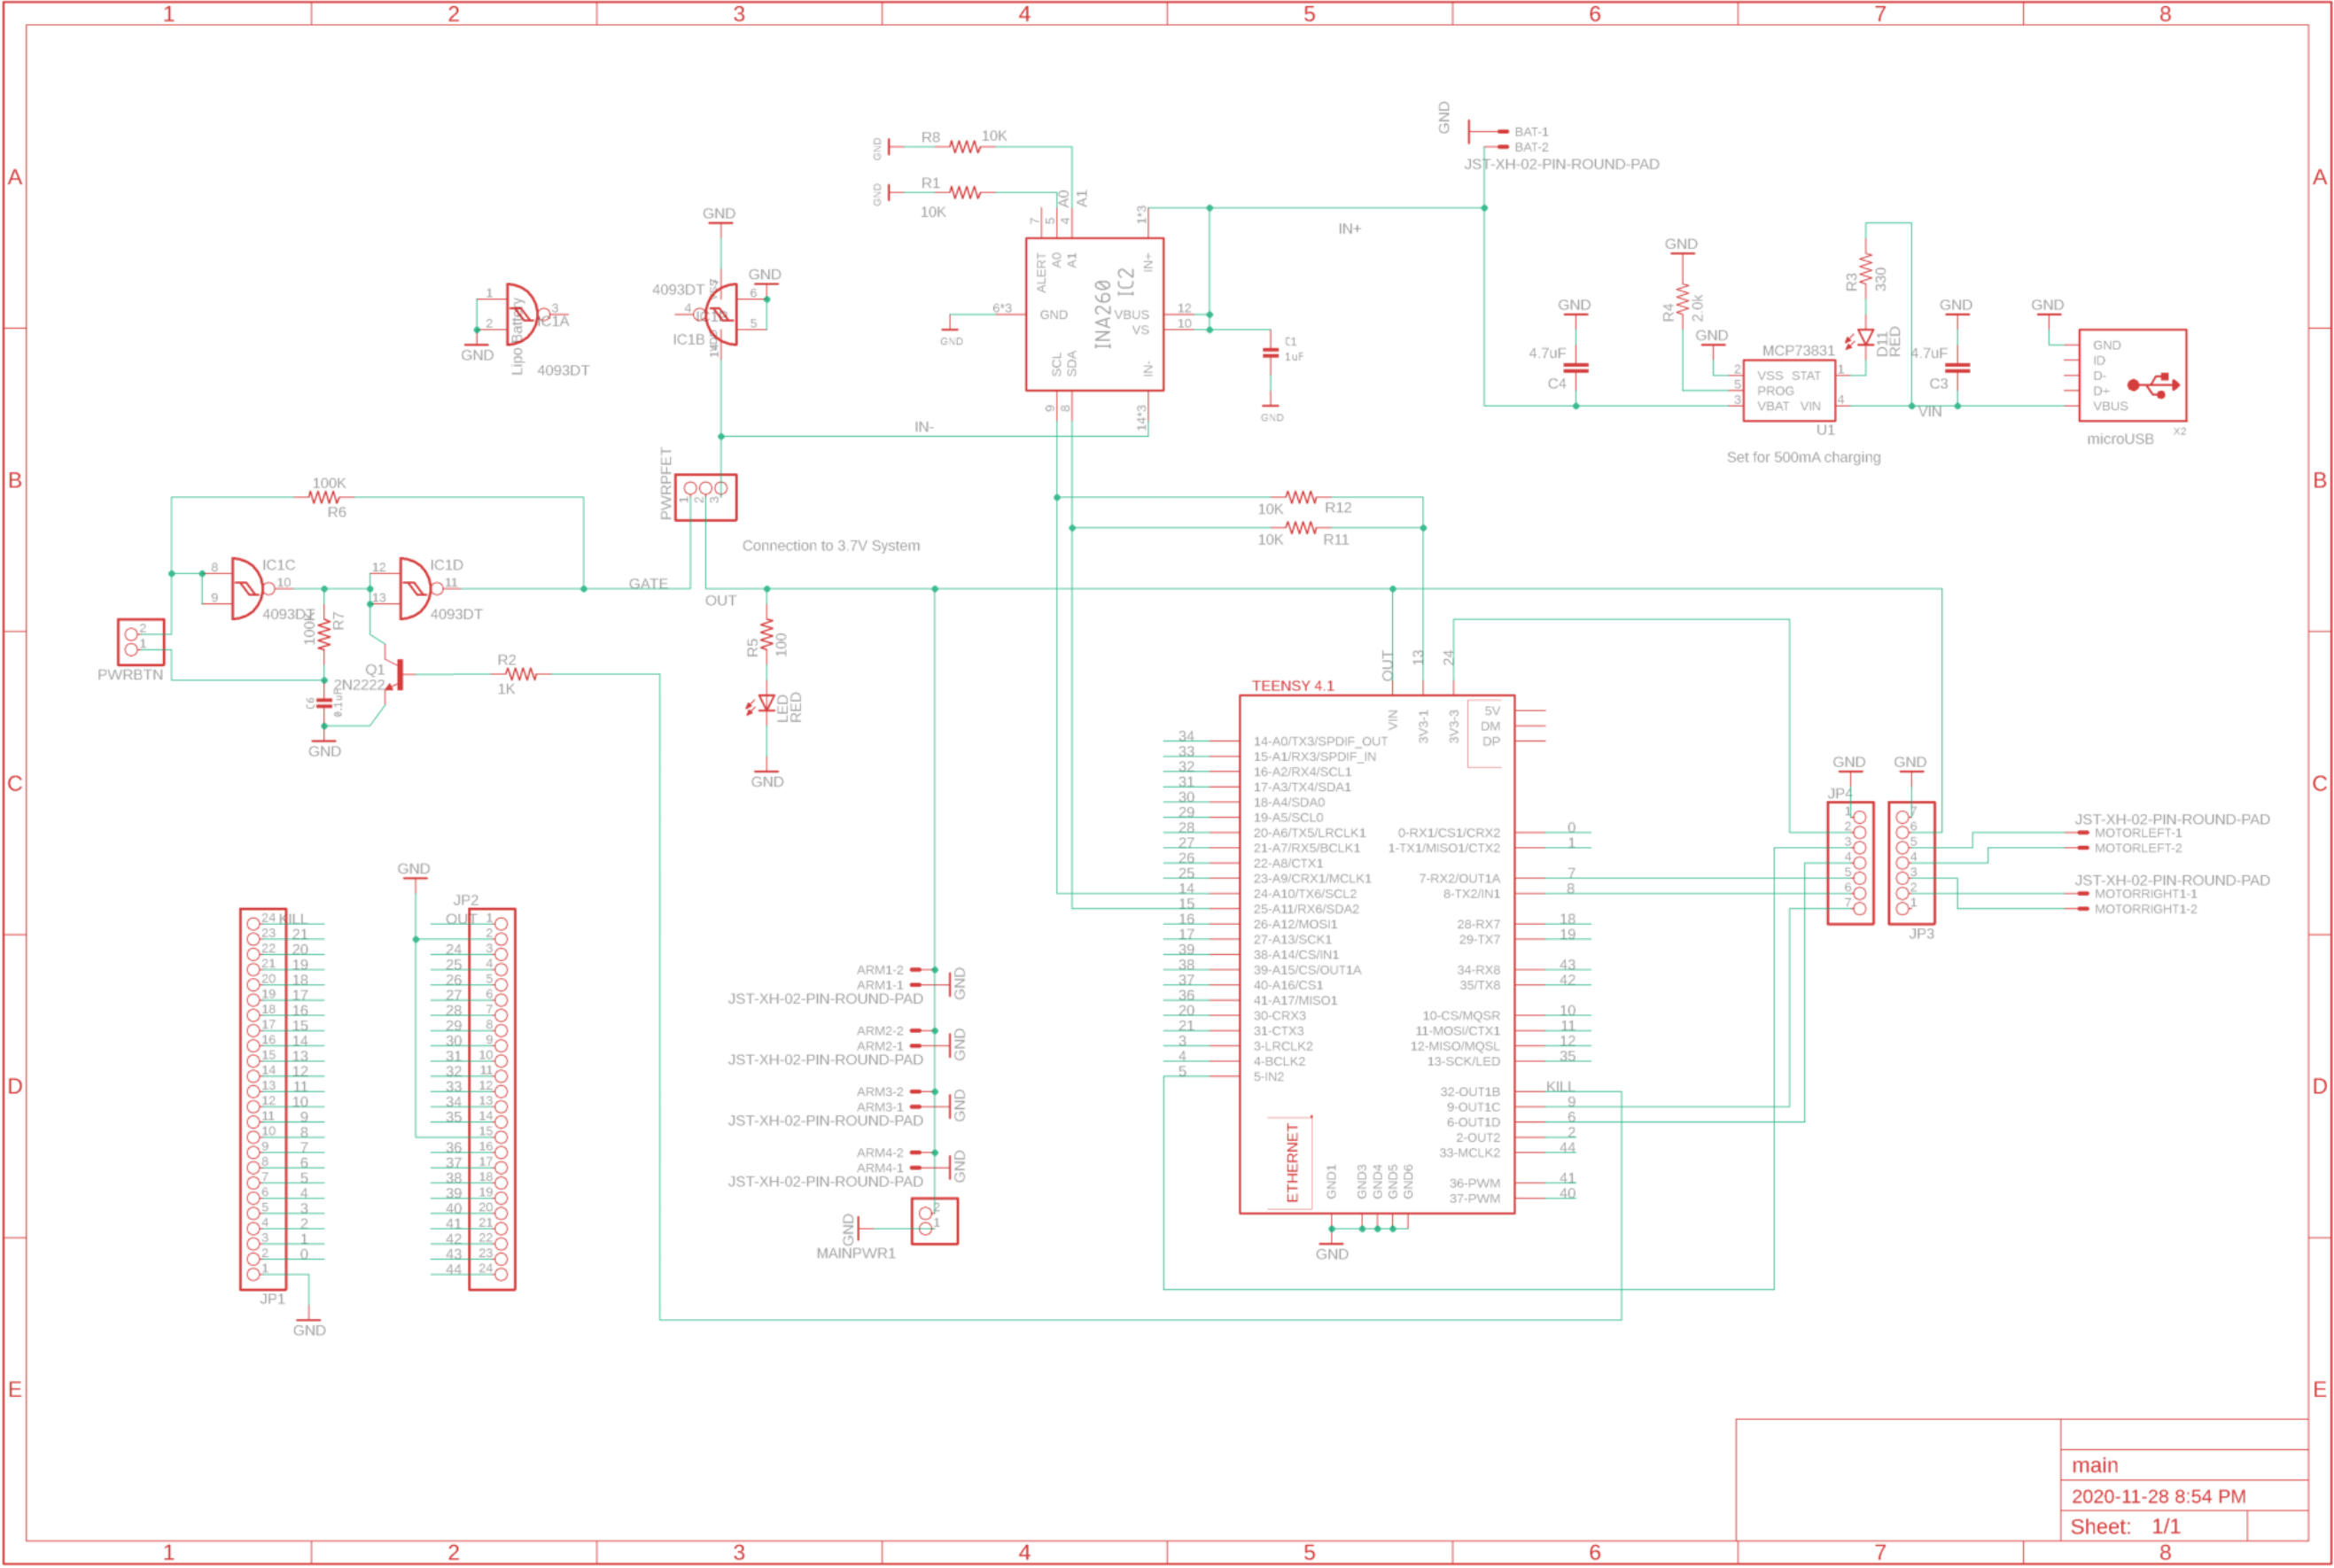 1 2 3 4 5 6 7 8
A
B
C
D
E
A
B
C
D
E
1 2 3 4 5 6 7 8
GND
R8
10K
GND
R1
10K
A0
A1
7
5
4
1*3
ALERT
A0
A1
IN+
INA260
IC2
6*3
GND
GND
VBUS
12
VS
10
SCL
SDA
IN-
9
8
14*3
C1
1uF
GND
IN+
IN-
GND
BAT-1
BAT-2
JST-XH-02-PIN-ROUND-PAD
1
2
3
IC1A
GND
Lipo Battery
4093DT
GND
4093DT
4
IC1B
6
5
GND
GND
4.7uF
C4
GND
R4
2.0k
GND
MCP73831
2
5
3
VSS STAT
PROG
VBAT VIN
1
4
U1
R3
330
D11
RED
GND
4.7uF
C3
VIN
GND
GND
ID
D-
D+
VBUS
X2
microUSB
Set for 500mA charging
100K
R6
8
9
10
IC1C
4093DT
12
13
11
IC1D
4093DT
100K
R7
PWRBTN
2
1
Q1
2N2222
C6
0.1uF
GND
R2
1K
PWRPFET
1
2
3
GATE
OUT
Connection to 3.7V System
R5
100
LED
RED
GND
10K
R12
10K
R11
TEENSY 4.1
OUT
13
24
VIN
3V3-1
3V3-3
5V
DM
DP
34 14-A0/TX3/SPDIF_OUT
33 15-A1/RX3/SPDIF_IN
32 16-A2/RX4/SCL1
31 17-A3/TX4/SDA1
30 18-A4/SDA0
29 19-A5/SCL0
28 20-A6/TX5/LRCLK1
27 21-A7/RX5/BCLK1
26 22-A8/CTX1
25 23-A9/CRX1/MCLK1
14 24-A10/TX6/SCL2
15 25-A11/RX6/SDA2
16 26-A12/MOSI1
17 27-A13/SCK1
39 38-A14/CS/IN1
38 39-A15/CS/OUT1A
37 40-A16/CS1
36 41-A17/MISO1
20 30-CRX3
21 31-CTX3
3 3-LRCLK2
4 4-BCLK2
5 5-IN2
0-RX1/CS1/CRX2 0
1-TX1/MISO1/CTX2 1
7-RX2/OUT1A 7
8-TX2/IN1 8
28-RX7 18
29-TX7 19
34-RX8 43
35/TX8 42
10-CS/MQSR 10
11-MOSI/CTX1 11
12-MISO/MQSL 12
13-SCK/LED 35
32-OUT1B KILL
9-OUT1C 9
6-OUT1D 6
2-OUT2 2
33-MCLK2 44
36-PWM 41
37-PWM 40
ETHERNET
GND1
GND3
GND4
GND5
GND6
GND
GND
JP4
1
2
3
4
5
6
7
GND
7
6
5
4
3
2
1
JP3
JST-XH-02-PIN-ROUND-PAD
MOTORLEFT-1
MOTORLEFT-2
JST-XH-02-PIN-ROUND-PAD
MOTORRIGHT1-1
MOTORRIGHT1-2
24 KILL
23 21
22 20
21 19
20 18
19 17
18 16
17 15
16 14
15 13
14 12
13 11
12 10
11 9
10 8
9 7
8 6
7 5
6 4
5 3
4 2
3 1
2 0
1
JP1
GND
GND
JP2
OUT 1
2
24 3
25 4
26 5
27 6
28 7
29 8
30 9
31 10
32 11
33 12
34 13
35 14
15
36 16
37 17
38 18
39 19
40 20
41 21
42 22
43 23
44 24
ARM1-2
ARM1-1
GND
JST-XH-02-PIN-ROUND-PAD
ARM2-2
ARM2-1
GND
JST-XH-02-PIN-ROUND-PAD
ARM3-2
ARM3-1
GND
JST-XH-02-PIN-ROUND-PAD
ARM4-2
ARM4-1
GND
JST-XH-02-PIN-ROUND-PAD
GND
2
1
MAINPWR1
main
2020-11-28 8:54 PM
Sheet: 1/1